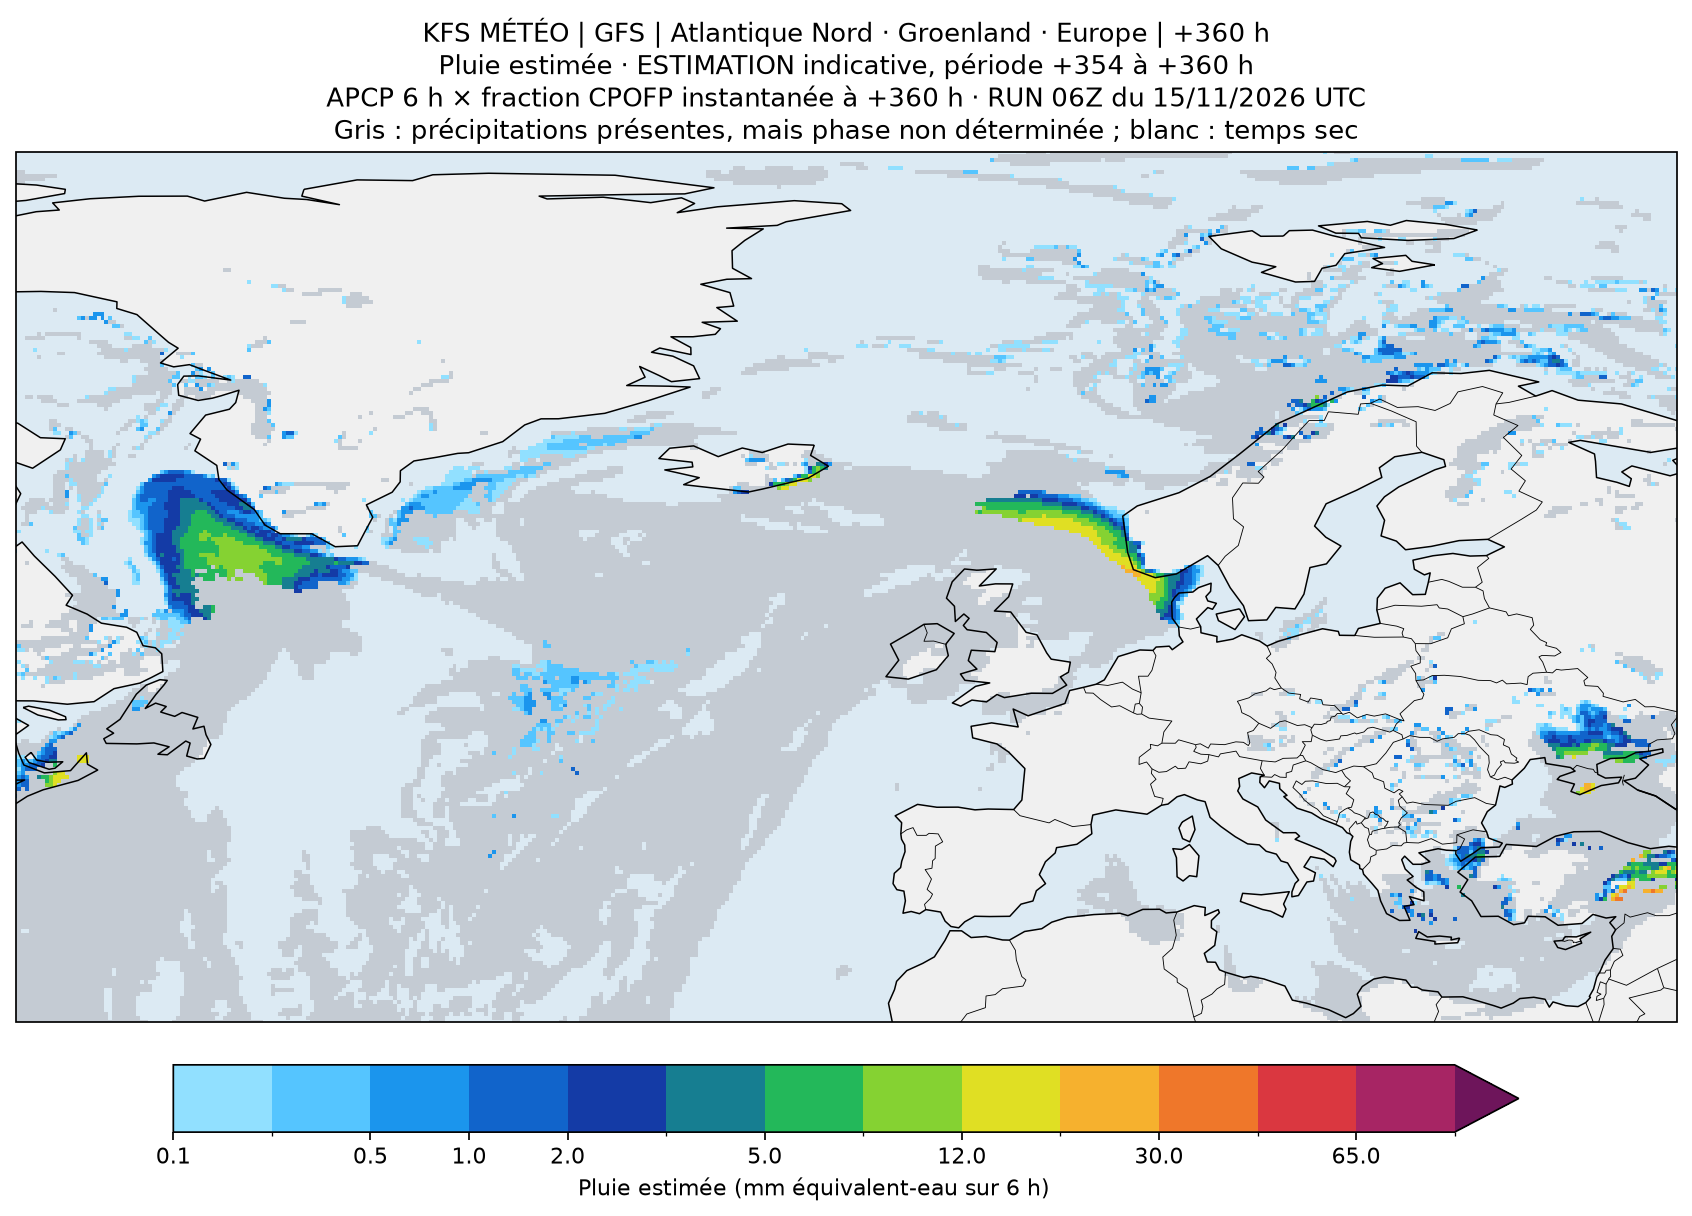 KFS MÉTÉO | GFS | Atlantique Nord · Groenland · Europe | +360 h
Pluie estimée · ESTIMATION indicative, période +354 à +360 h
APCP 6 h × fraction CPOFP instantanée à +360 h · RUN 06Z du 15/11/2026 UTC
Gris : précipitations présentes, mais phase non déterminée ; blanc : temps sec
0.1 0.5 1.0 2.0 5.0 12.0 30.0 65.0
Pluie estimée (mm équivalent-eau sur 6 h)